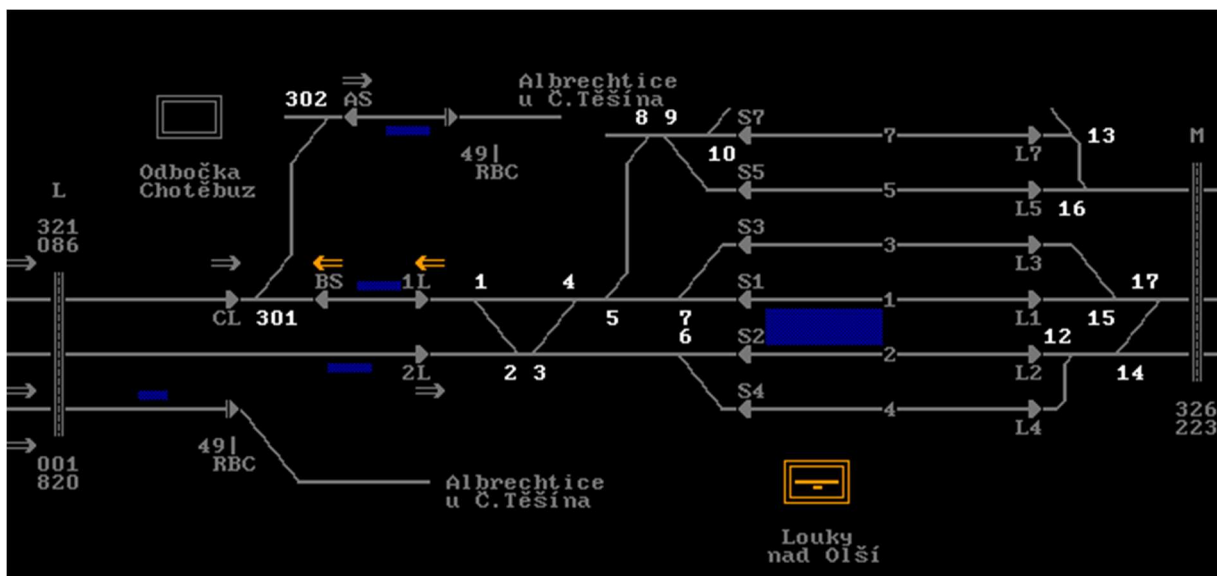 Albrechtice
u Č.Těšína
302
AS
8 9
S7
7
13
M
49|
RBC
10
L7
Odbočka
Chotěbuz
L
S5
5
L5
16
321
086
S3
3
L3
17
BS
1L
1
4
S1
1
CL
301
5
7
L1
15
6
S2
2
12
2L
2
3
L2
14
S4
4
L4
326
223
49|
RBC
001
820
Albrechtice
u Č.Těšína
Louky
nad Olší